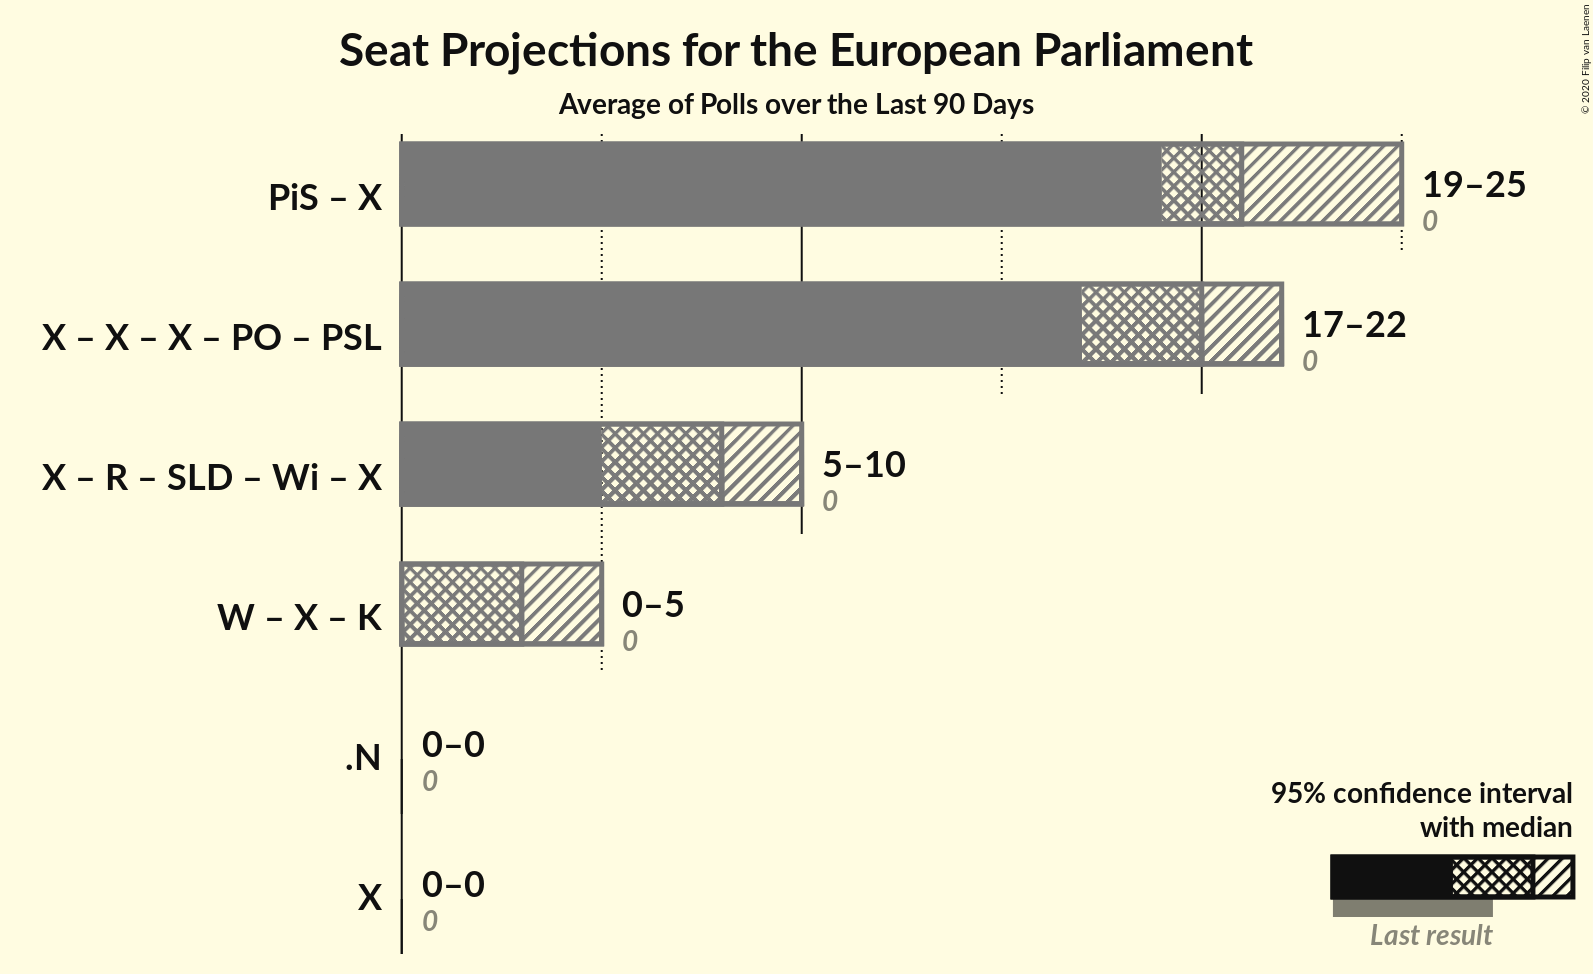 Seat Projections for the European Parliament
Average of Polls over the Last 90 Days
© 2020 Filip van Laenen
PiS – X
19–25
0
X – X – X – PO – PSL
17–22
0
X – R – SLD – Wi – X
5–10
0
W – X – K
0–5
0
.N
0–0
0
X
0–0
0
95% confidence interval
with median
Last result